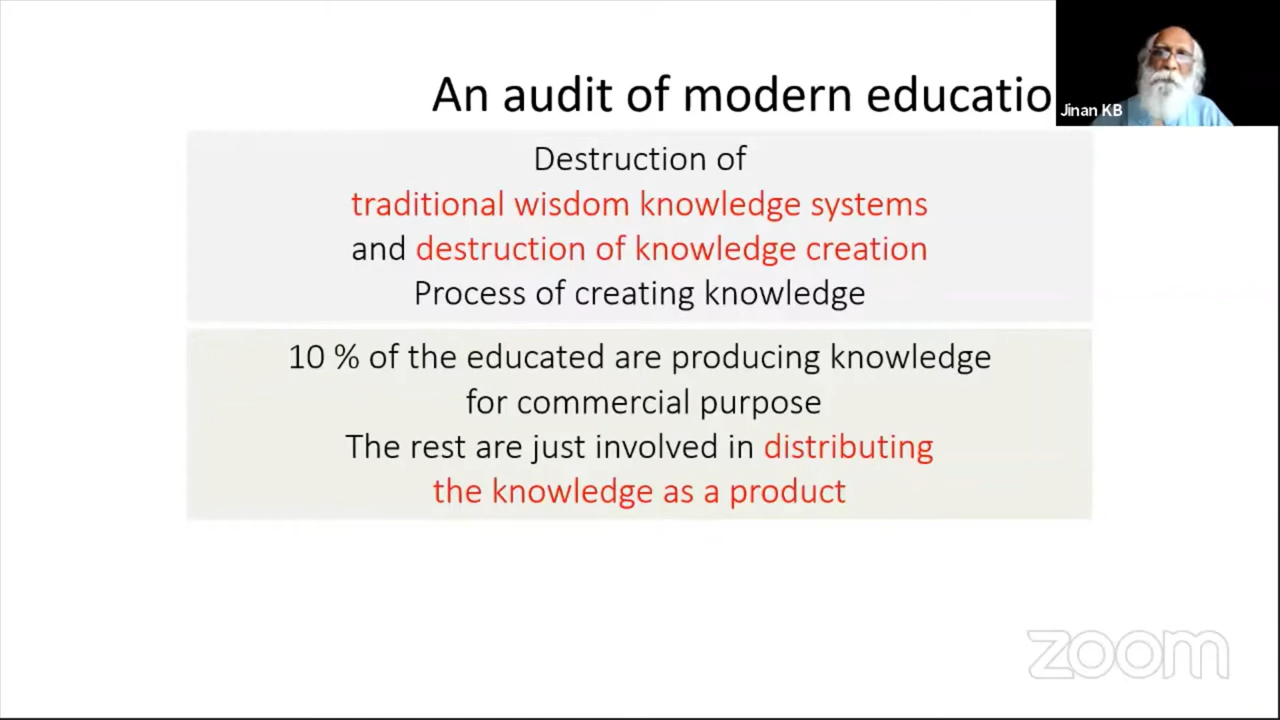 An audit of modern educatio
Jinan KB
Destruction of
traditional wisdom knowledge systems
and destruction of knowledge creation
Process of creating knowledge
10 % of the educated are producing knowledge
for commercial purpose
The rest are just involved in distributing
the knowledge as a product
zoom